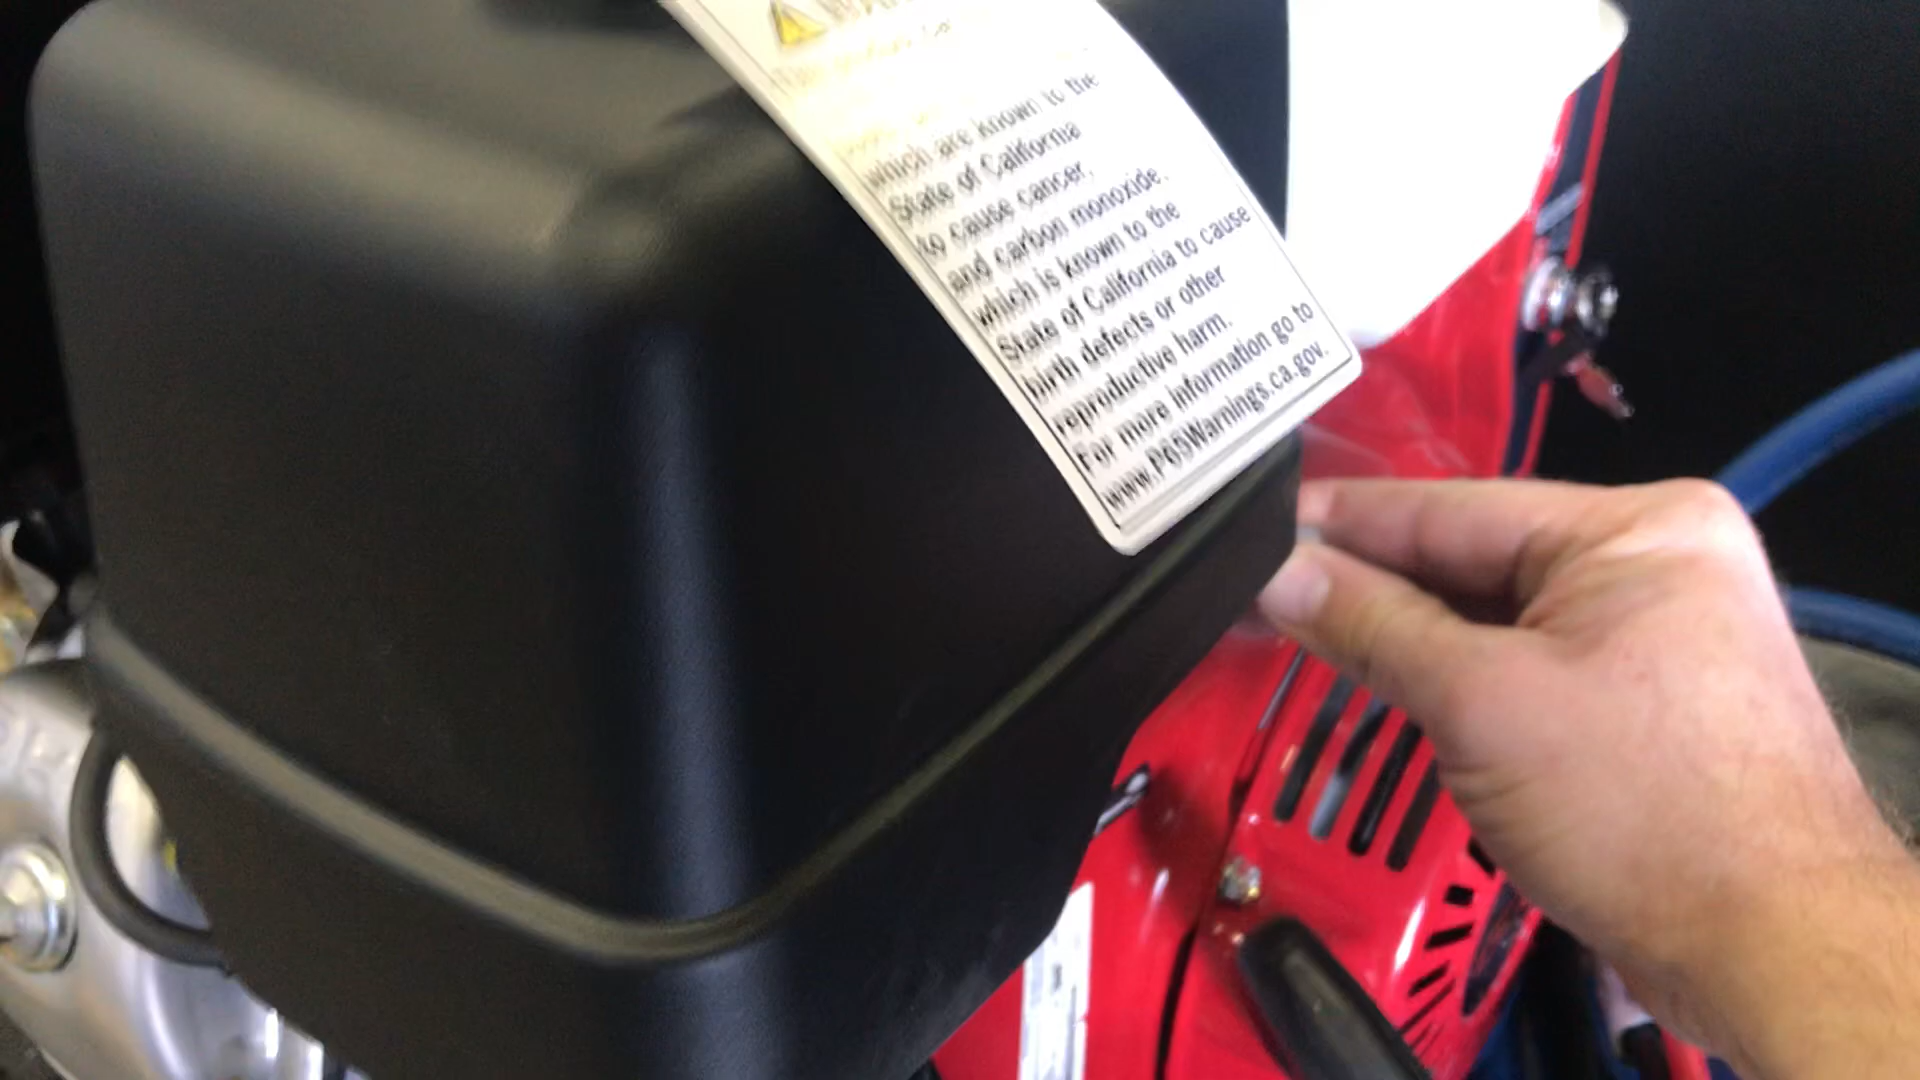 which are known to the
State of California
to cause cancer,
and carbon monoxide,
which is known to the
State of California to cause
birth defects or other
reproductive harm.
For more information go to
www.P65Warnings.ca.gov.